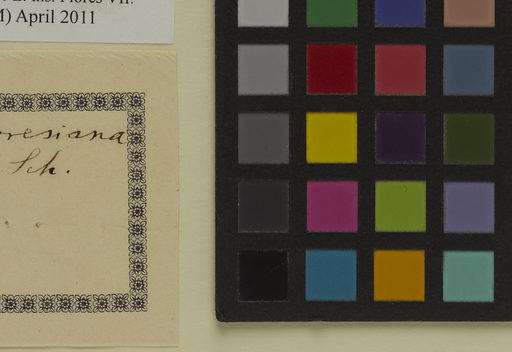 M) April 2011
resiana
Sch.